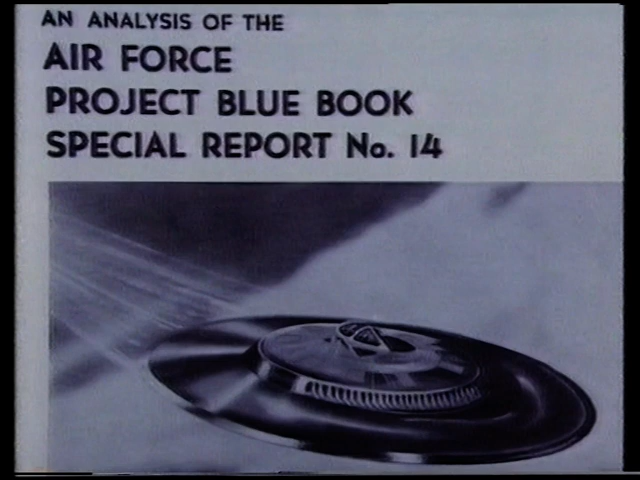 AN ANALYSIS OF THE
AIR FORCE
PROJECT BLUE BOOK
SPECIAL REPORT No. 14